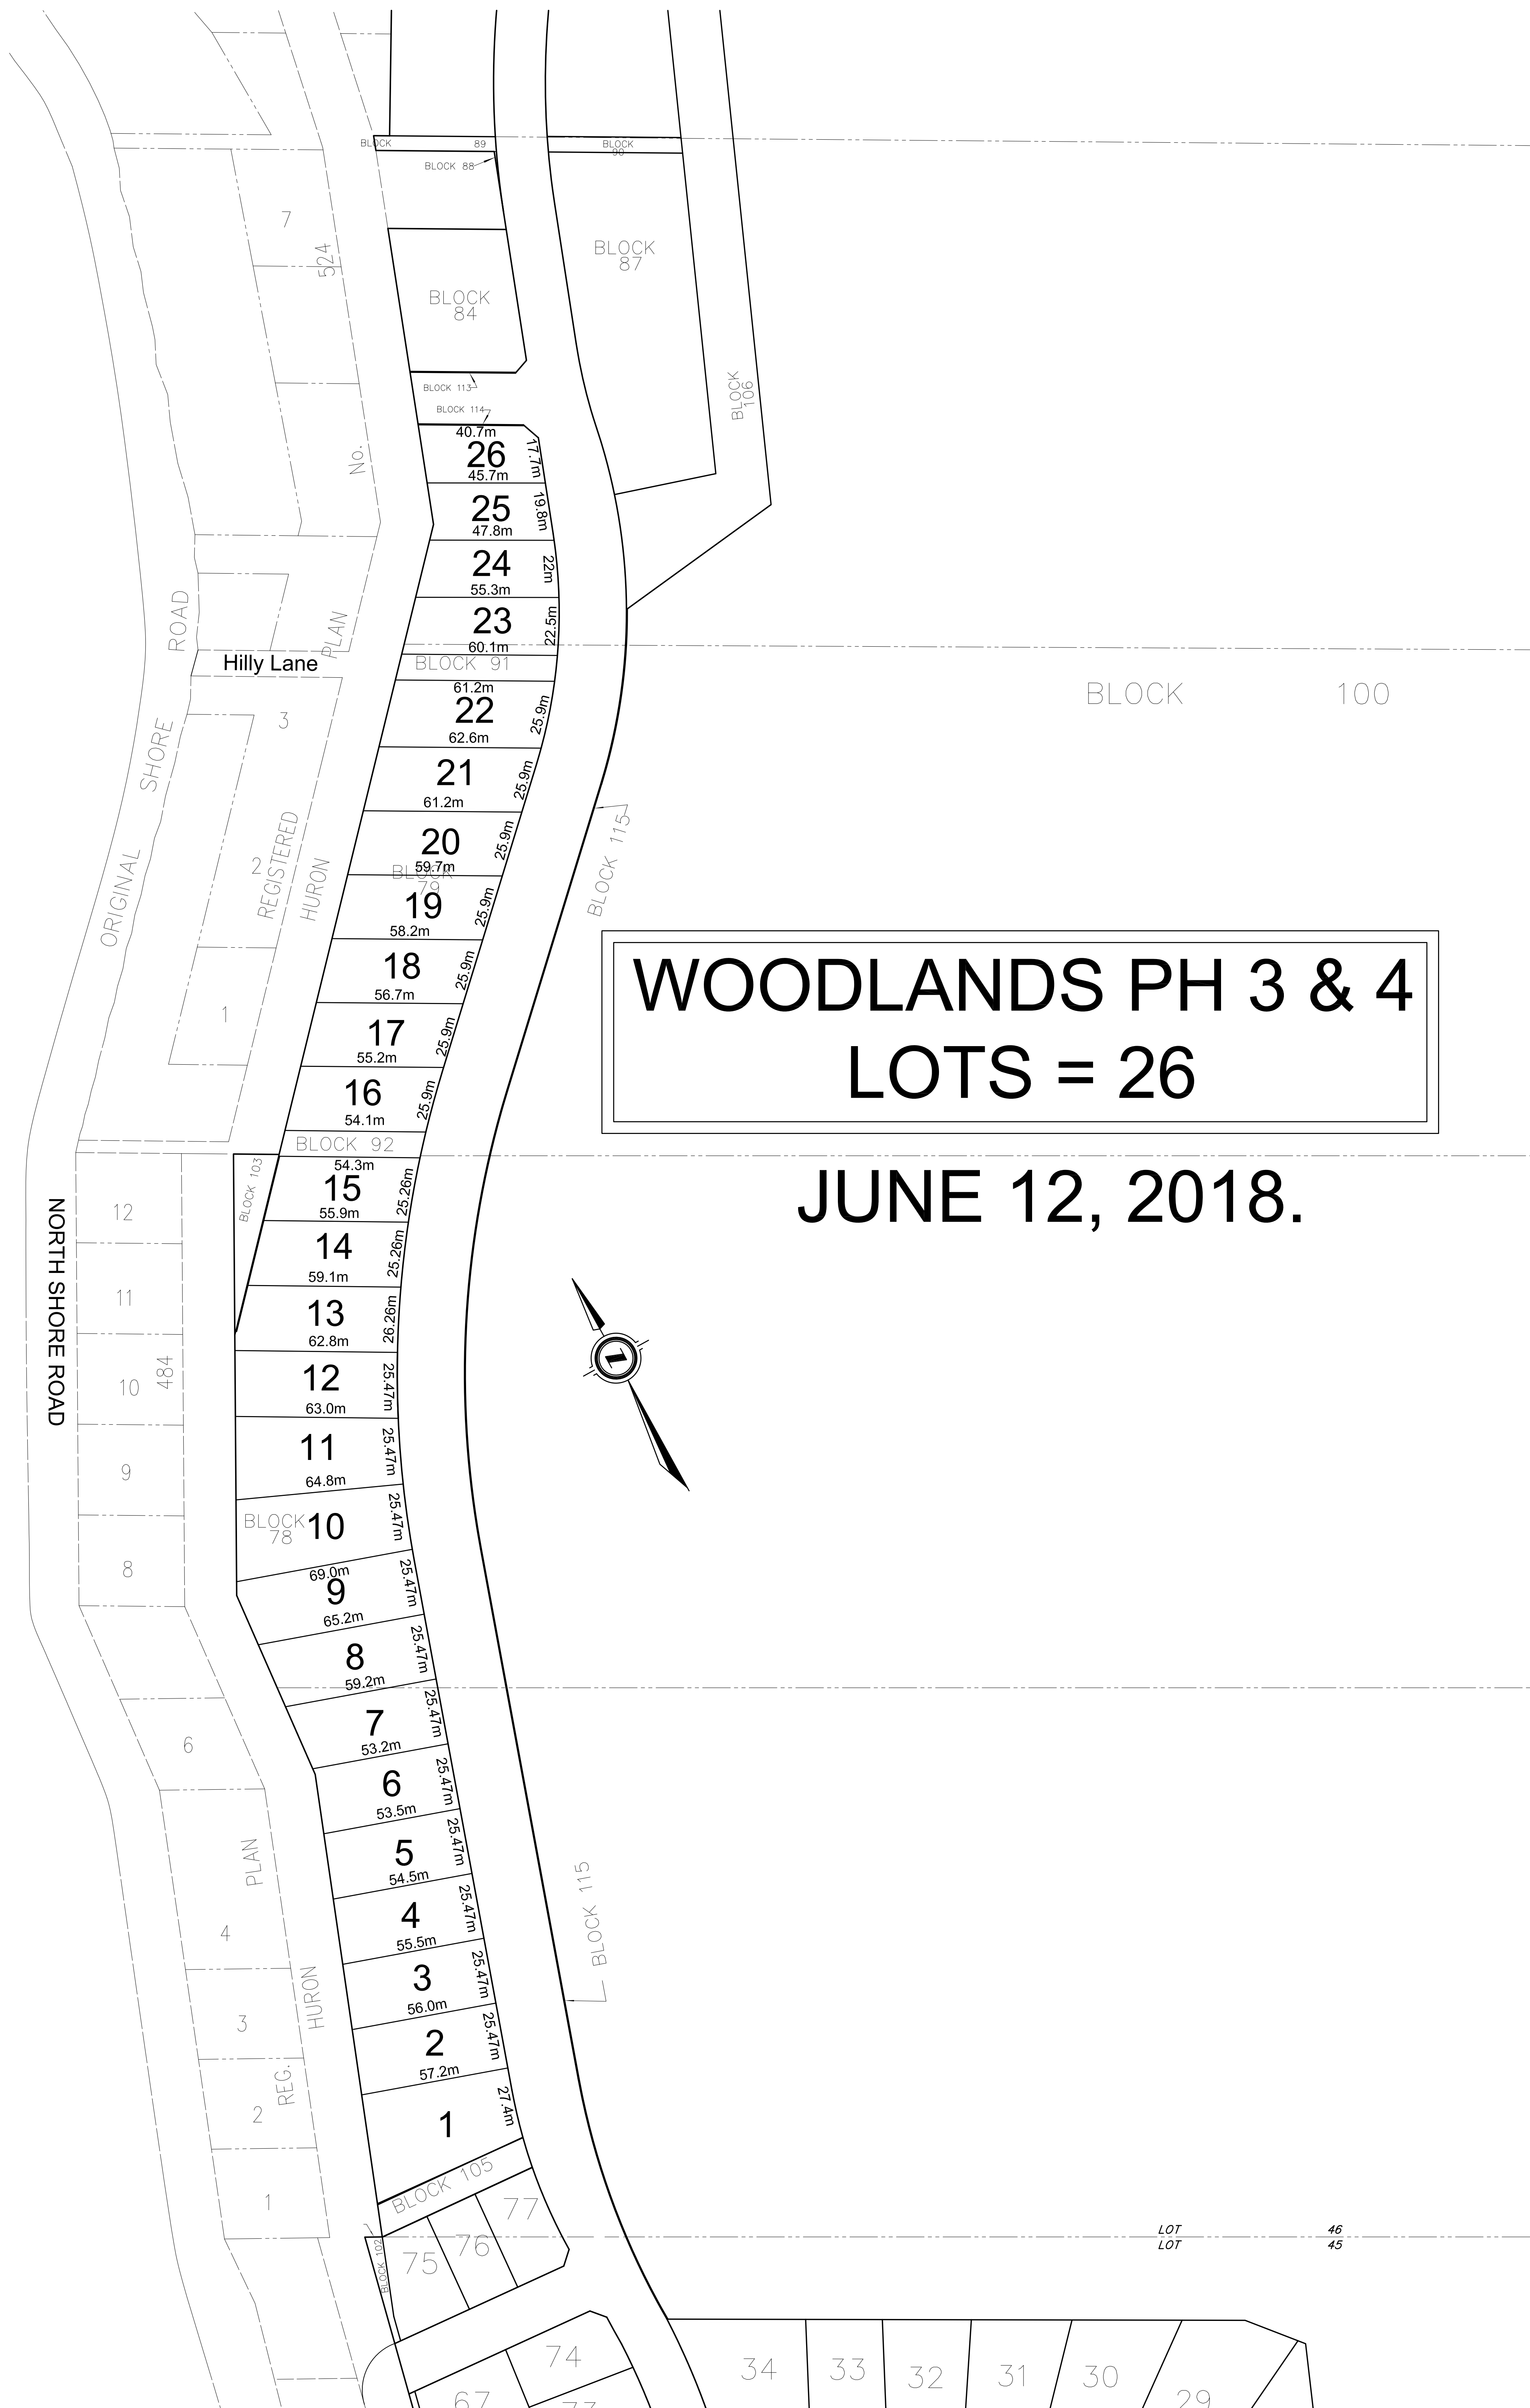 BLOCK 89
BLOCK
90
BLOCK 88
7
524
BLOCK
87
BLOCK
84
BLOCK 113
BLOCK
106
BLOCK 114
40.7m
26
17.7m
45.7m
No.
25
19.8m
47.8m
24
22m
55.3m
23
22.5m
60.1m
ROAD
PLAN
Hilly Lane
BLOCK 91
61.2m
22
25.9m
62.6m
BLOCK 100
3
SHORE
21
25.9m
61.2m
20
25.9m
59.7m
BLOCK
79
BLOCK 115
2
REGISTERED
HURON
ORIGINAL
19
25.9m
58.2m
18
25.9m
56.7m
WOODLANDS PH 3 & 4
LOTS = 26
JUNE 12, 2018.
1
17
25.9m
55.2m
16
25.9m
54.1m
BLOCK 92
54.3m
BLOCK 103
15
25.26m
55.9m
12
NORTH SHORE ROAD
14
25.26m
59.1m
11
13
26.26m
62.8m
10
484
12
25.47m
63.0m
9
11
25.47m
64.8m
BLOCK
78
10
25.47m
69.0m
8
9
25.47m
65.2m
8
25.47m
59.2m
6
7
25.47m
53.2m
6
25.47m
53.5m
PLAN
5
25.47m
54.5m
4
4
25.47m
55.5m
BLOCK 115
3
HURON
3
25.47m
56.0m
2
REG.
2
25.47m
57.2m
1
27.4m
1
BLOCK 105
77
76
75
BLOCK 102
LOT 46
LOT 45
74
67
73
34
33
32
31
30
29